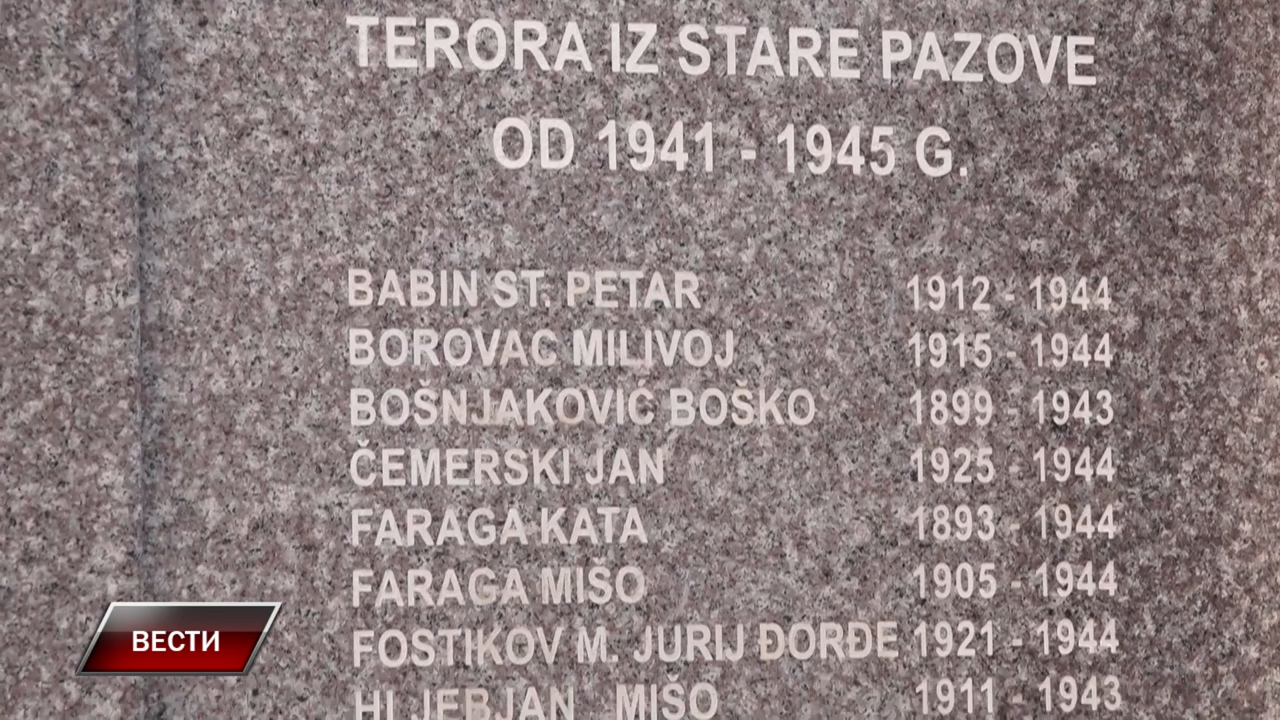 TERORA IZ STARE PAZOVE
OD 1941 - 1945 G.
BABIN ST. PETAR 1912 - 1944
BOROVAC MILIVOJ 1915 - 1944
BOŠNJAKOVIĆ BOŠKO 1899 - 1943
ČEMERSKI JAN 1925 - 1944
FARAGA KATA 1893 - 1944
FARAGA MIŠO 1905 - 1944
FOSTIKOV M. JURIJ ĐORĐE 1921 - 1944
MIŠO 1911 - 1943
ВЕСТИ